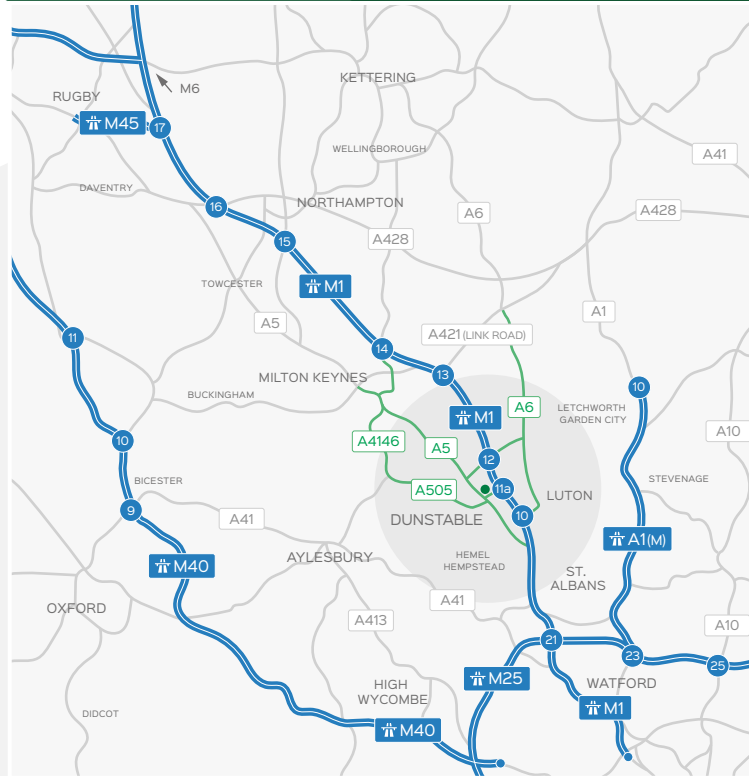 M6
KETTERING
RUGBY
M45
17
WELLINGBOROUGH
A41
DAVENTRY
16
NORTHAMPTON
A6
A428
15
A428
TOWCESTER
M1
A1
A5
11
A421 (LINK ROAD)
14
13
MILTON KEYNES
10
BUCKINGHAM
M1
A6
LETCHWORTH
GARDEN CITY
A10
10
A4146
A5
12
BICESTER
STEVENAGE
A505
11a
LUTON
9
A41
DUNSTABLE
10
A1(M)
AYLESBURY
HEMEL
HEMPSTEAD
M40
ST.
ALBANS
A41
OXFORD
A413
A10
21
23
25
M25
HIGH
WYCOMBE
WATFORD
M1
DIDCOT
M40